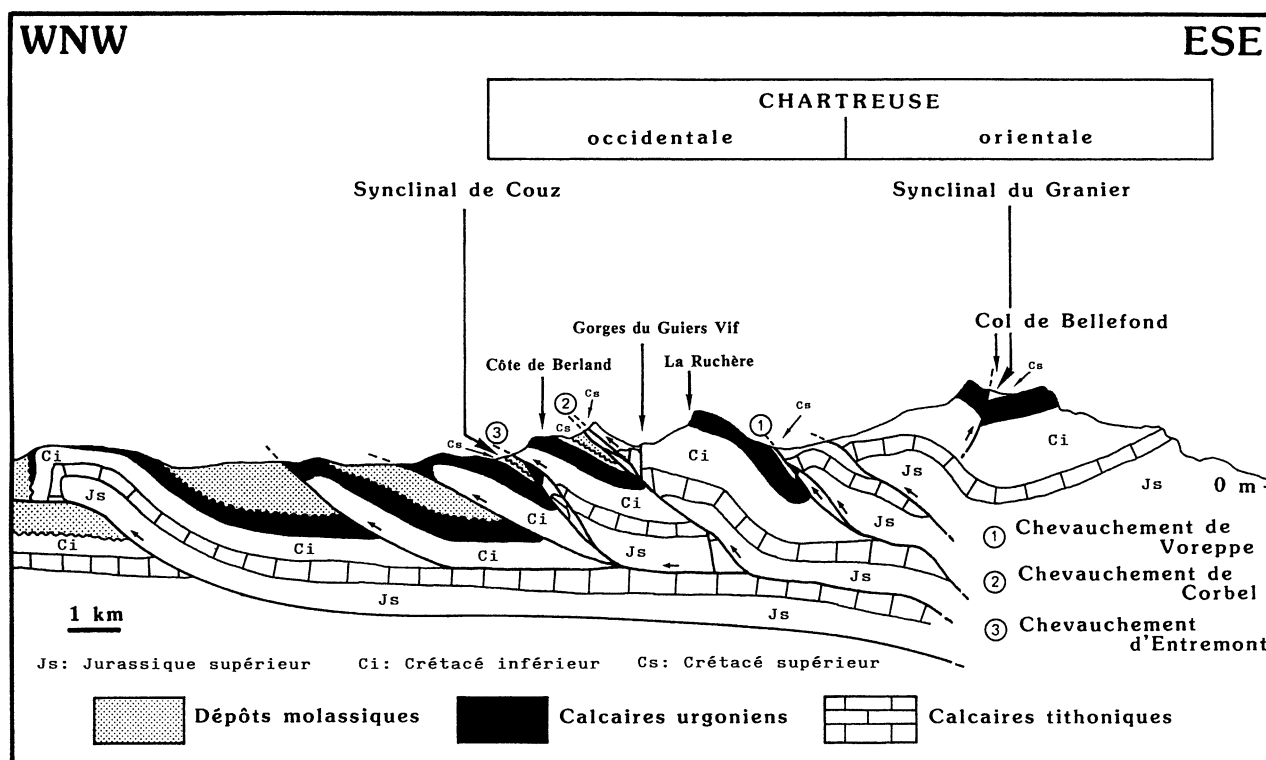 WNW
ESE
CHARTREUSE
occidentale
orientale
Synclinal de Couz
Synclinal du Granier
Gorges du Guiers Vif
Col de Bellefond
Côte de Berland
La Ruchère
Cs
Cs
2
Cs
3
Cs
1
Cs
Ci
Ci
Ci
Ci
Js
Js
Js
0 m
Ci
Ci
Js
Ci
Ci
Ci
Js
Js
Js
Js
1 km
1 Chevauchement de
Voreppe
2 Chevauchement de
Corbel
3 Chevauchement
d'Entremont
Js: Jurassique supérieur Ci: Crétacé inférieur Cs: Crétacé supérieur
Dépôts molassiques
Calcaires urgoniens
Calcaires tithoniques